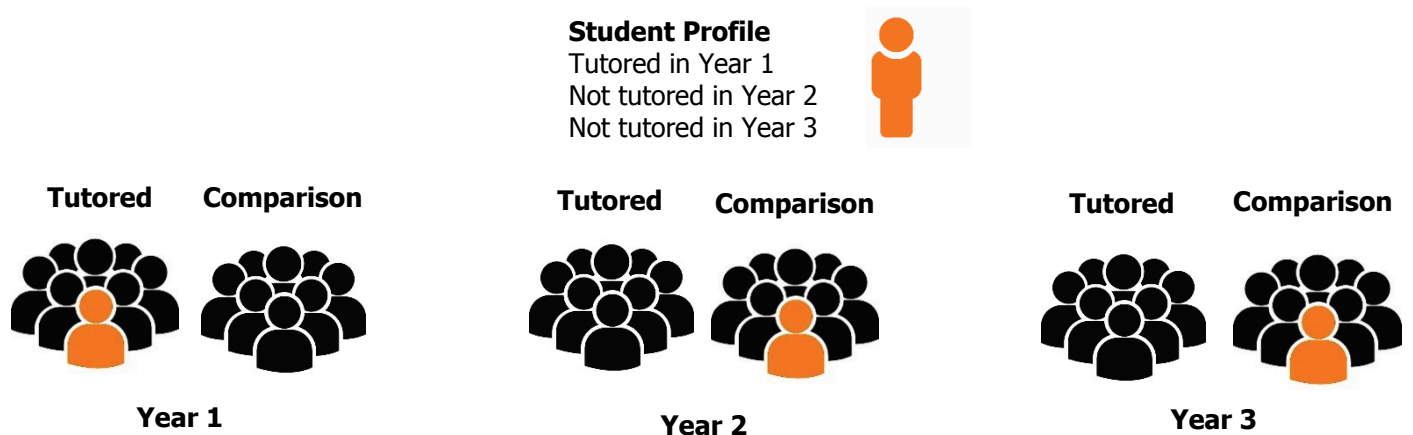 Student Profile
Tutored in Year 1
Not tutored in Year 2
Not tutored in Year 3
Tutored Comparison
Year 1
Tutored Comparison
Year 2
Tutored Comparison
Year 3